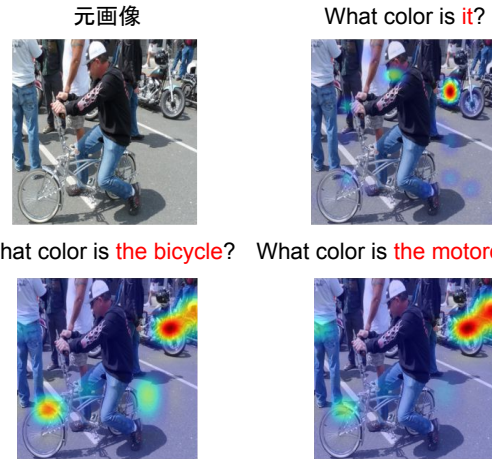 元画像
What color is it?
hat color is the bicycle?
What color is the motor